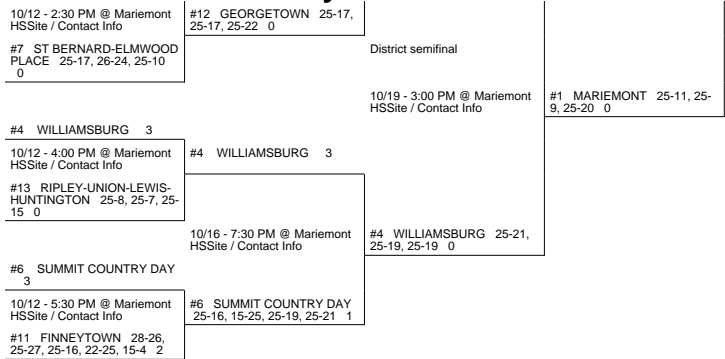 10/12 - 2:30 PM @ Mariemont
HSSite / Contact Info
#7 ST BERNARD-ELMWOOD
PLACE 25-17, 26-24, 25-10
0
#12 GEORGETOWN 25-17,
25-17, 25-22 0
District semifinal
10/19 - 3:00 PM @ Mariemont
HSSite / Contact Info
#1 MARIEMONT 25-11, 25-
9, 25-20 0
#4 WILLIAMSBURG 3
10/12 - 4:00 PM @ Mariemont
HSSite / Contact Info
#13 RIPLEY-UNION-LEWIS-
HUNTINGTON 25-8, 25-7, 25-
15 0
#4 WILLIAMSBURG 3
10/16 - 7:30 PM @ Mariemont
HSSite / Contact Info
#4 WILLIAMSBURG 25-21,
25-19, 25-19 0
#6 SUMMIT COUNTRY DAY
3
10/12 - 5:30 PM @ Mariemont
HSSite / Contact Info
#11 FINNEYTOWN 28-26,
25-27, 25-16, 22-25, 15-4 2
#6 SUMMIT COUNTRY DAY
25-16, 15-25, 25-19, 25-21 1